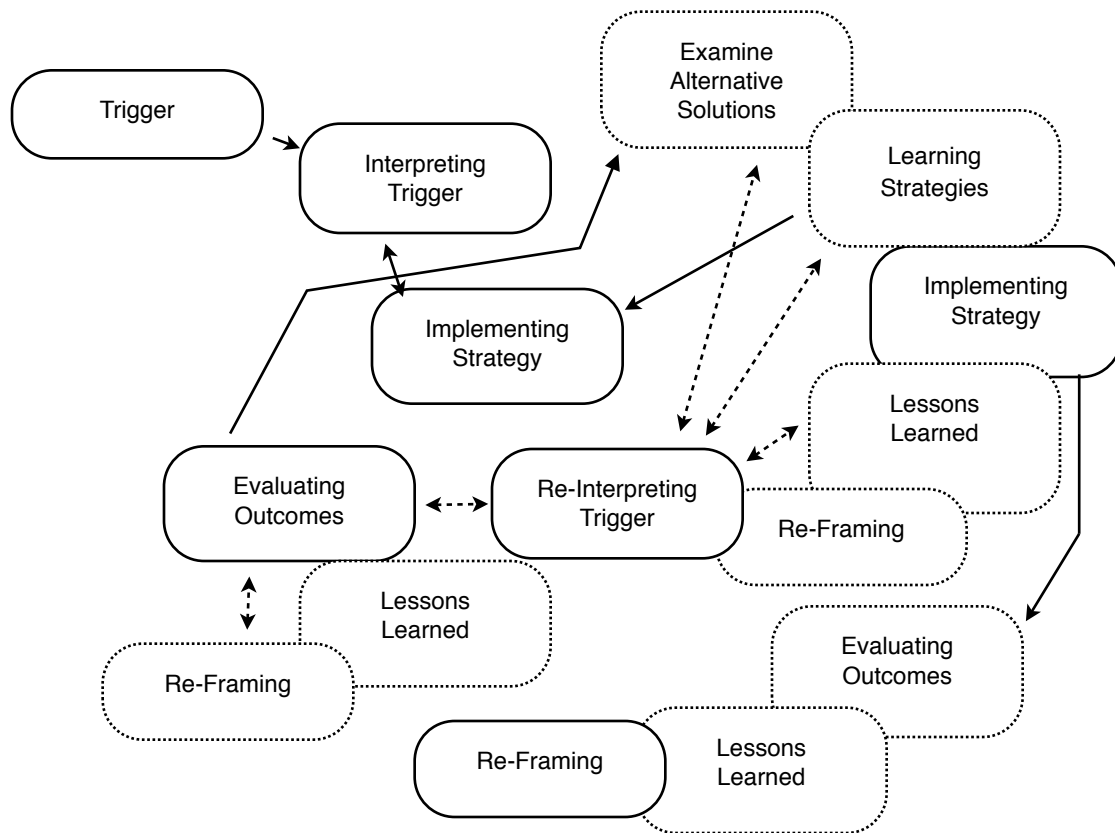 Trigger
Examine
Alternative
Solutions
Interpreting
Trigger
Learning
Strategies
Implementing
Strategy
Implementing
Strategy
Lessons
Learned
Evaluating
Outcomes
Re-Interpreting
Trigger
Re-Framing
Lessons
Learned
Re-Framing
Evaluating
Outcomes
Re-Framing
Lessons
Learned